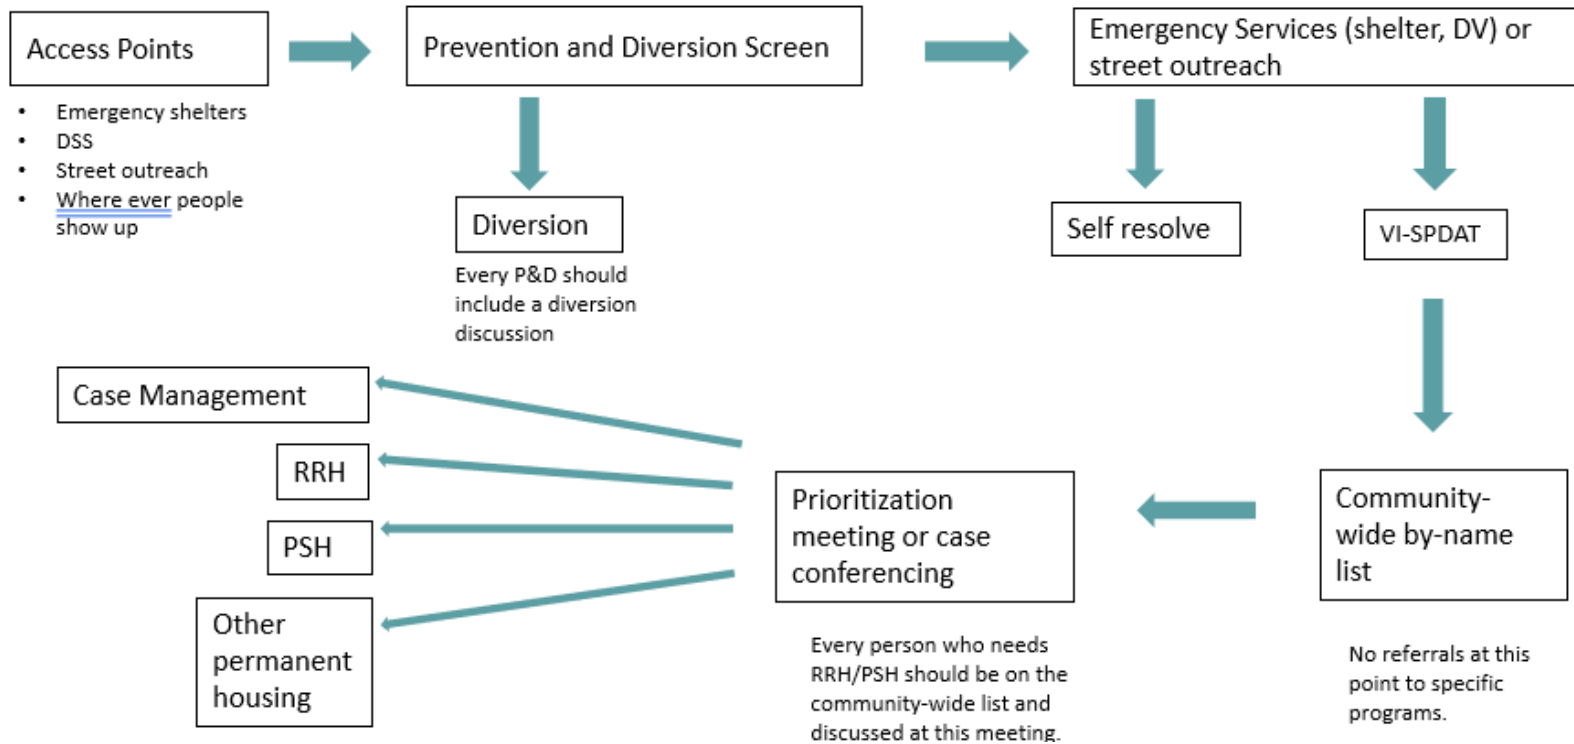 Access Points
Prevention and Diversion Screen
Emergency Services (shelter, DV) or
street outreach
• Emergency shelters
• DSS
• Street outreach
• Where ever people
show up
Diversion
Every P&D should
include a diversion
discussion
Self resolve
VI-SPDAT
Case Management
RRH
PSH
Other
permanent
housing
Prioritization
meeting or case
conferencing
Every person who needs
RRH/PSH should be on the
community-wide list and
discussed at this meeting.
Community-
wide by-name
list
No referrals at this
point to specific
programs.